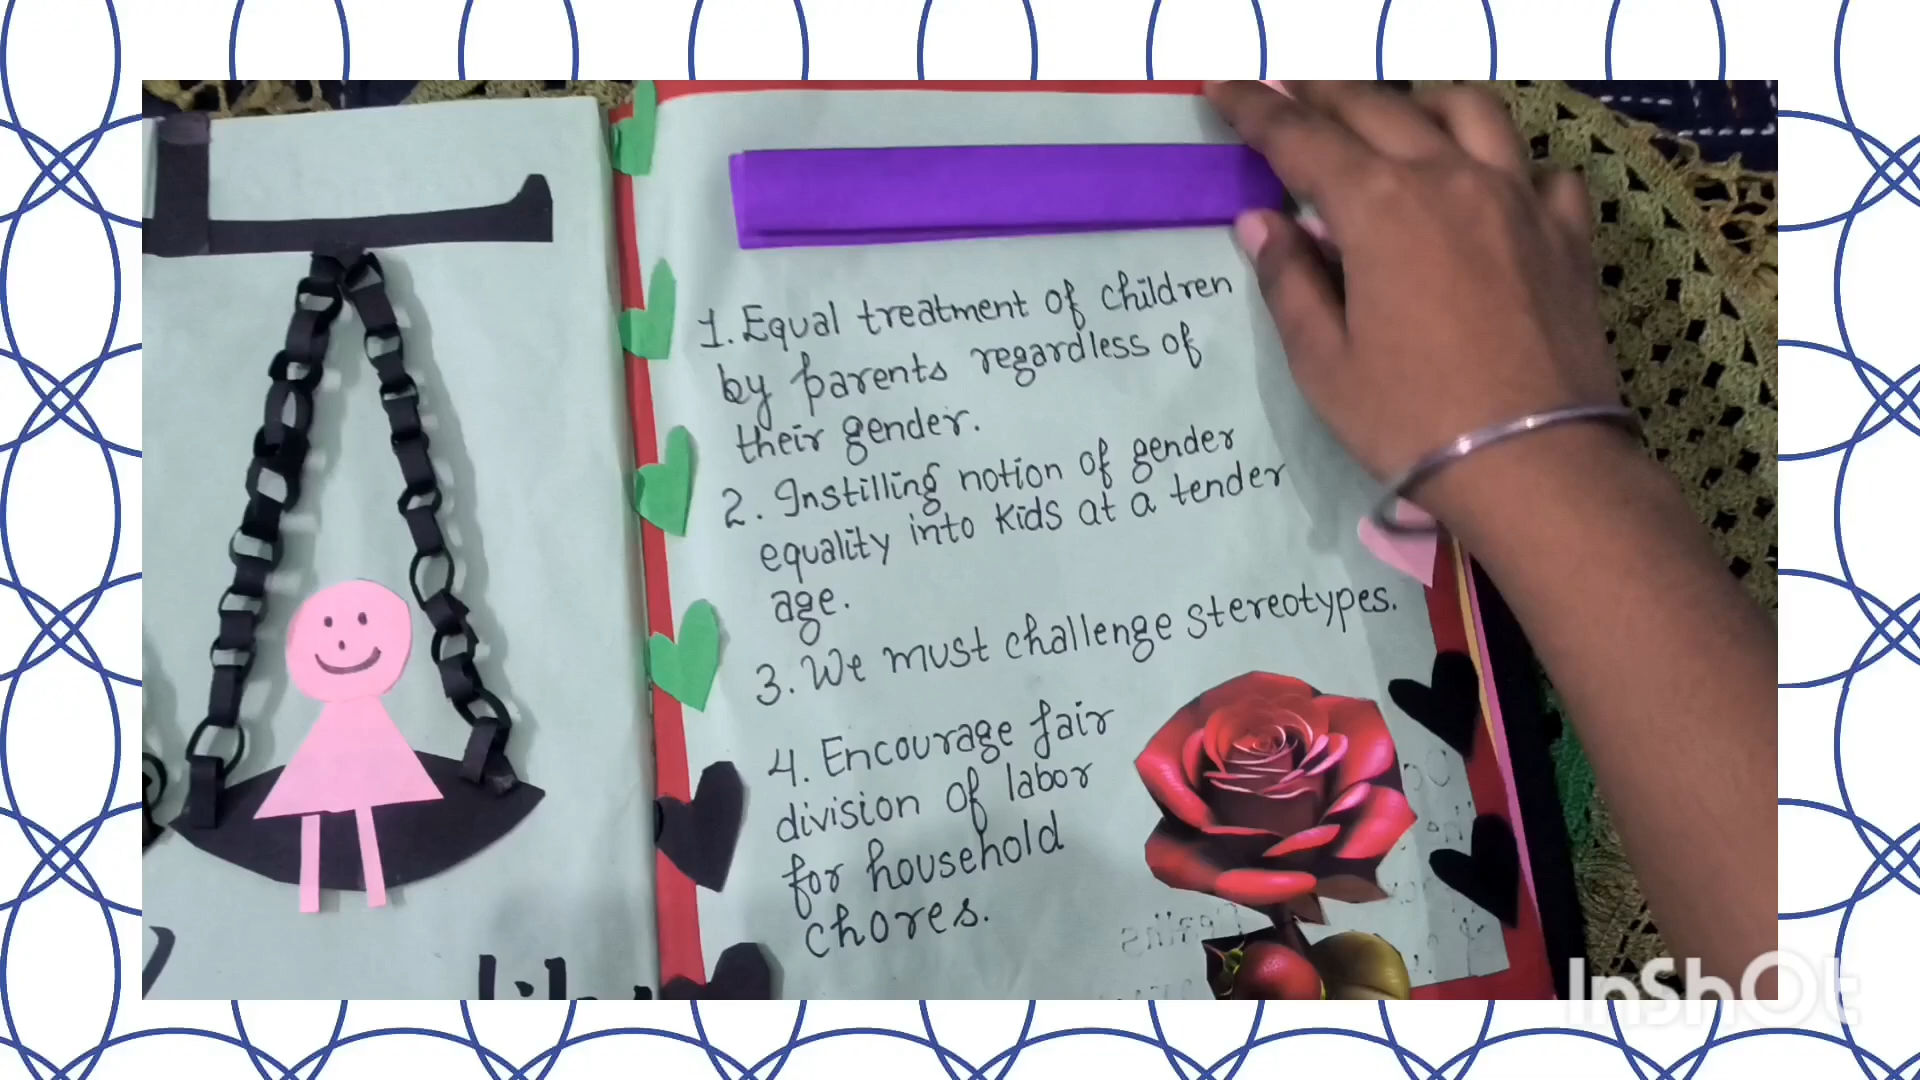 1. Equal treatment of children
by parents regardless of
their gender.
2. Instilling notion of gender
equality into kids at a tender
age.
3. We must challenge stereotypes.
4. Encourage fair
division of labor
for household
chores.
InShOt